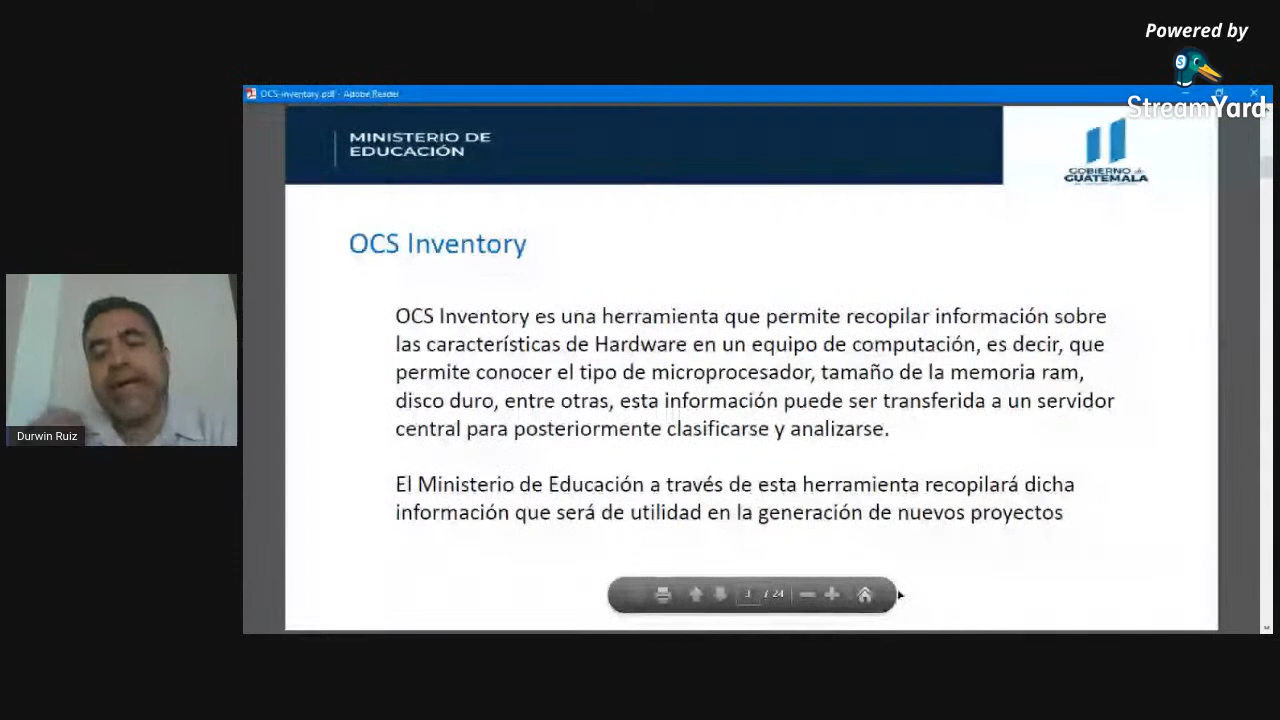 Powered by
StreamYard
OCS-inventory.pdf - Adobe Reader
MINISTERIO DE
EDUCACIÓN
GOBIERNO de
GUATEMALA
OCS Inventory
OCS Inventory es una herramienta que permite recopilar información sobre
las características de Hardware en un equipo de computación, es decir, que
permite conocer el tipo de microprocesador, tamaño de la memoria ram,
disco duro, entre otras, esta información puede ser transferida a un servidor
central para posteriormente clasificarse y analizarse.
El Ministerio de Educación a través de esta herramienta recopilará dicha
información que será de utilidad en la generación de nuevos proyectos
3 / 24
Durwin Ruiz